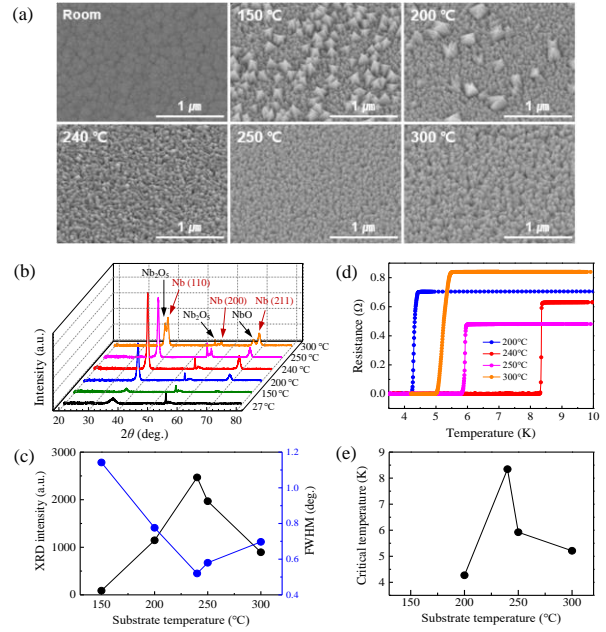 (a)
Room
1 μm
150 ℃
1 μm
200 ℃
1 μm
240 ℃
1 μm
250 ℃
1 μm
300 ℃
1 μm
(b)
Nb₂O₅
Nb (110)
Nb₂O₅
Nb (200)
NbO
Nb (211)
Intensity (a.u.)
300℃
250℃
240℃
200℃
150℃
27℃
20 30 40 50 60 70 80
2θ (deg.)
(d)
Resistance (Ω)
0.8
0.6
0.4
0.2
0.0
200℃
240℃
250℃
300℃
4 5 6 7 8 9 10
Temperature (K)
(c)
XRD intensity (a.u.)
3000
2000
1000
0
FWHM (deg.)
1.2
1.0
0.8
0.6
0.4
150 200 250 300
Substrate temperature (℃)
(e)
Critical temperature (K)
9
8
7
6
5
4
150 200 250 300
Substrate temperature (℃)